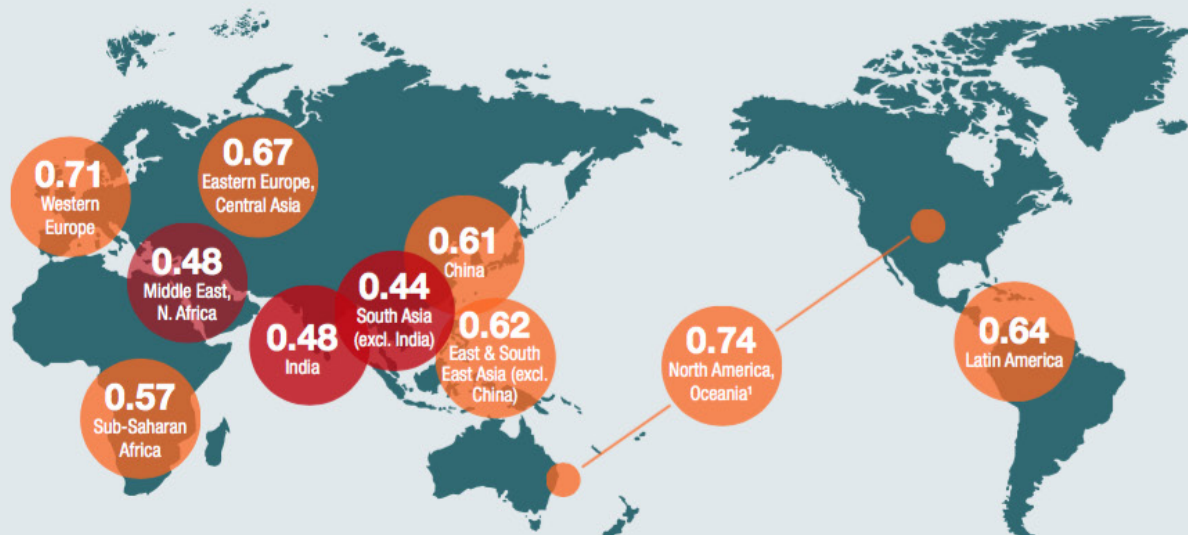 0.71
Western
Europe
0.67
Eastern Europe,
Central Asia
0.48
Middle East,
N. Africa
0.57
Sub-Saharan
Africa
0.48
India
0.44
South Asia
(excl. India)
0.61
China
0.62
East & South
East Asia (excl.
China)
0.74
North America,
Oceania¹
0.64
Latin America